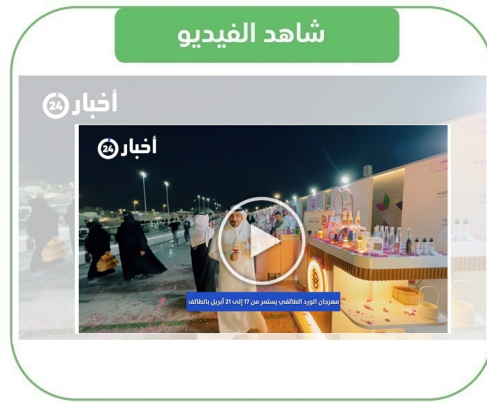 شاهد الفيديو
أخبار 24
أخبار 24
مهرجان الورد الطائفي يستمر من 17 إلى 21 أبريل بالطائف